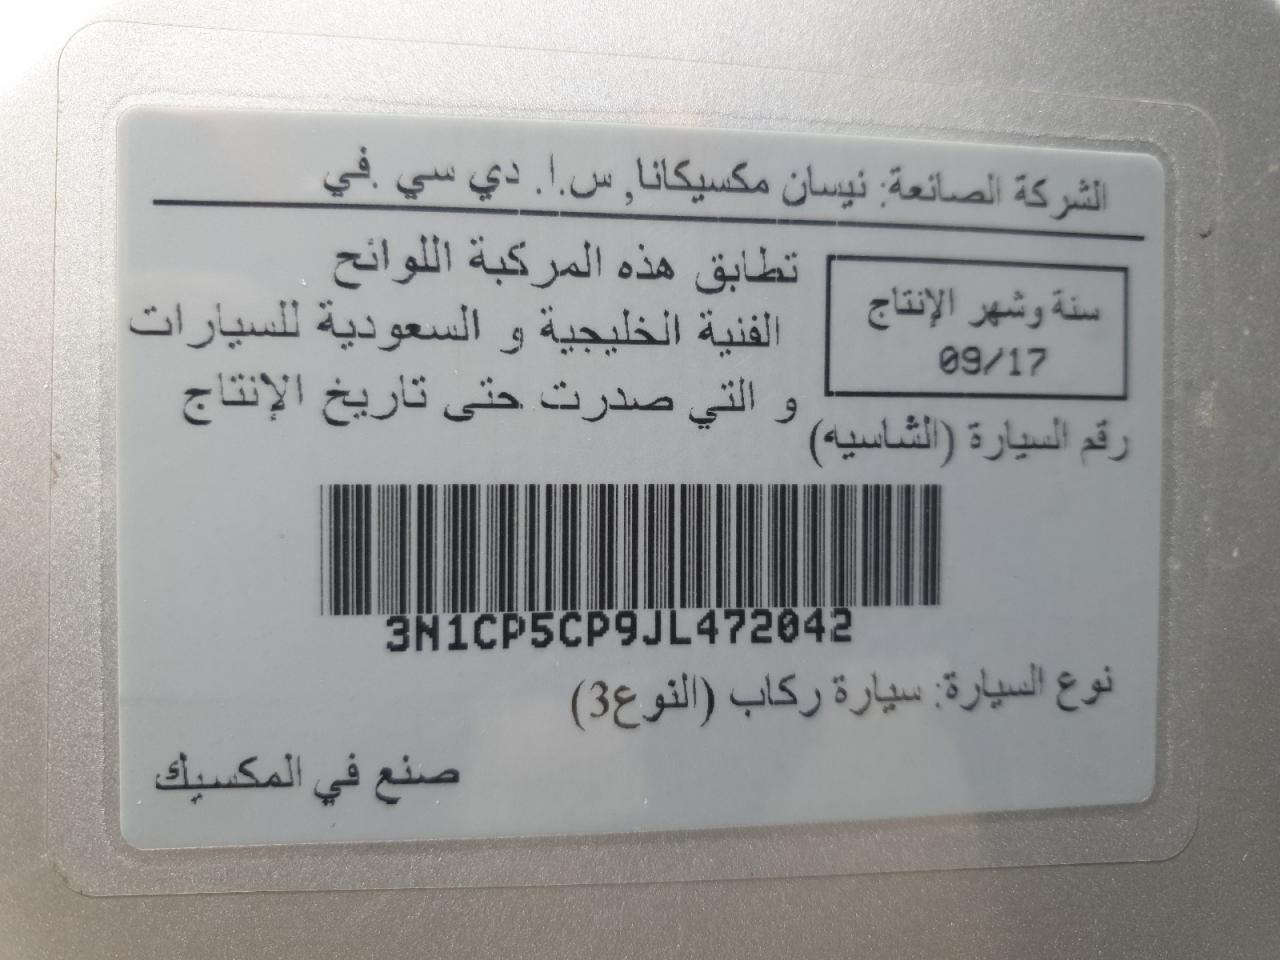 الشركة الصانعة: نيسان مكسيكانا, س.ا. دي سي .في
سنة وشهر الإنتاج
09/17
تطابق هذه المركبة اللوائح
الفنية الخليجية و السعودية للسيارات
و التي صدرت حتى تاريخ الإنتاج
رقم السيارة (الشاسيه)
3N1CP5CP9JL472042
نوع السيارة: سيارة ركاب (النوع3)
صنع في المكسيك